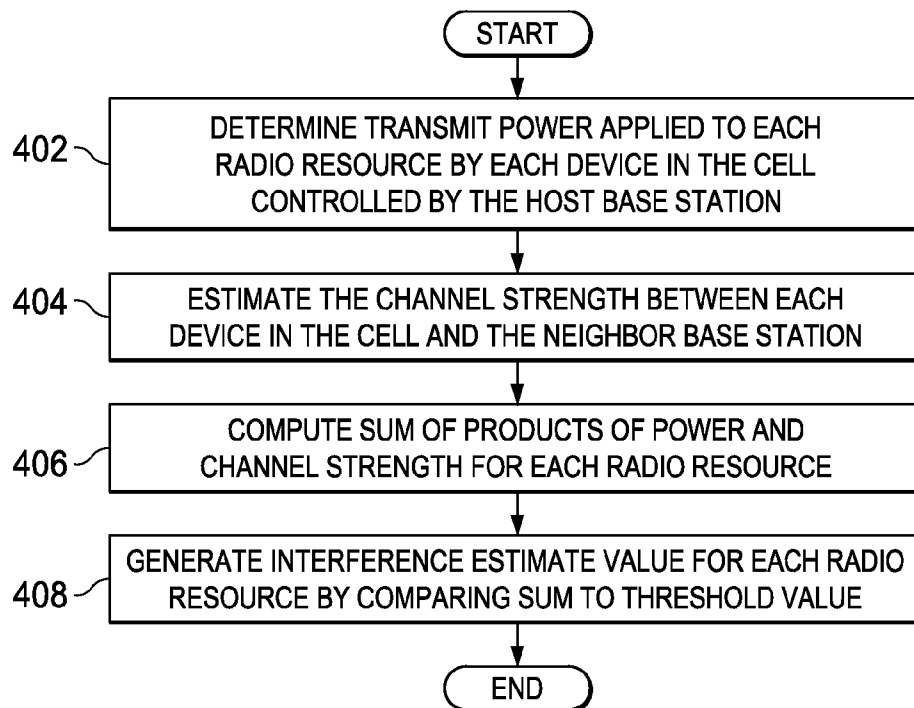 START
402
DETERMINE TRANSMIT POWER APPLIED TO EACH
RADIO RESOURCE BY EACH DEVICE IN THE CELL
CONTROLLED BY THE HOST BASE STATION
404
ESTIMATE THE CHANNEL STRENGTH BETWEEN EACH
DEVICE IN THE CELL AND THE NEIGHBOR BASE STATION
406
COMPUTE SUM OF PRODUCTS OF POWER AND
CHANNEL STRENGTH FOR EACH RADIO RESOURCE
408
GENERATE INTERFERENCE ESTIMATE VALUE FOR EACH RADIO
RESOURCE BY COMPARING SUM TO THRESHOLD VALUE
END